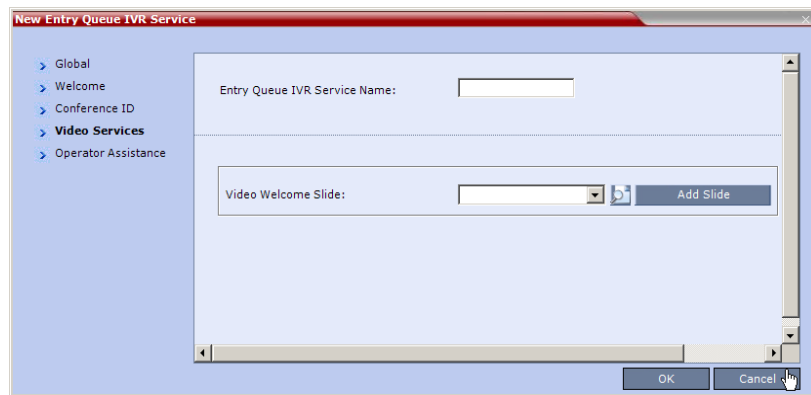 New Entry Queue IVR Service
Global
Welcome
Conference ID
Video Services
Operator Assistance
Entry Queue IVR Service Name:
Video Welcome Slide:
Add Slide
OK
Cancel